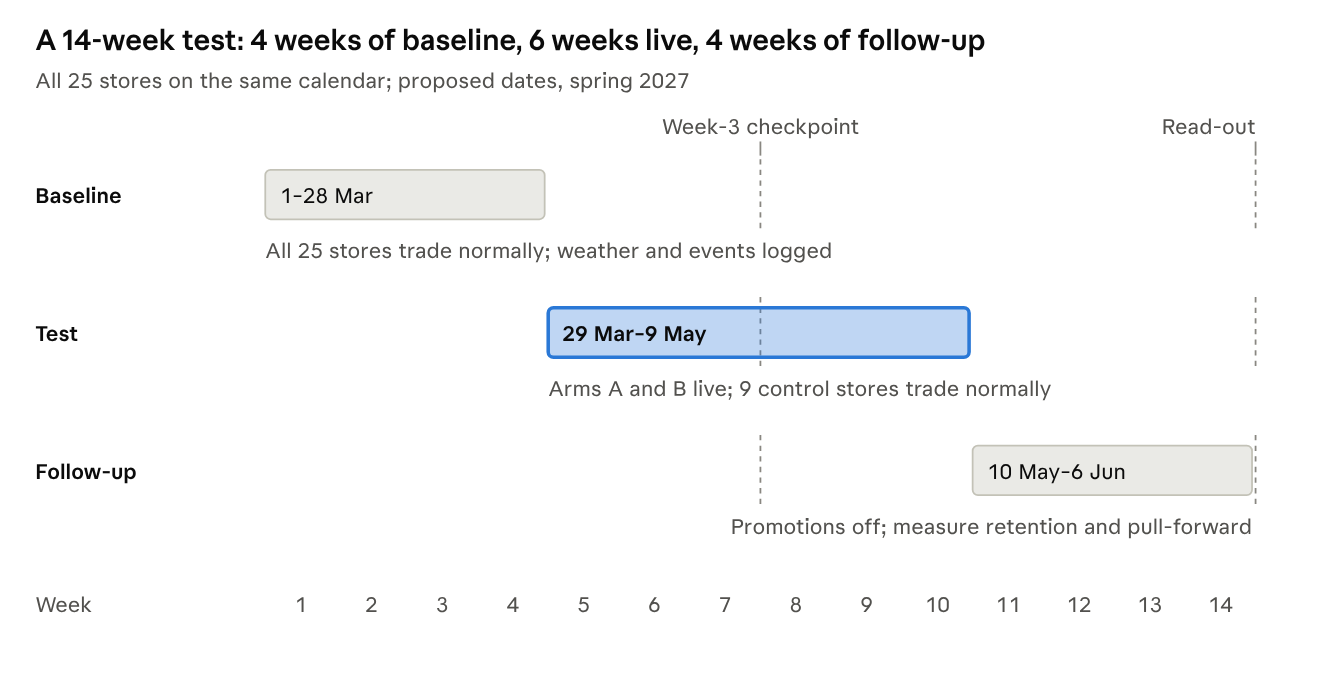 A 14-week test: 4 weeks of baseline, 6 weeks live, 4 weeks of follow-up
All 25 stores on the same calendar; proposed dates, spring 2027
Week-3 checkpoint
Read-out
Baseline
1–28 Mar
All 25 stores trade normally; weather and events logged
Test
29 Mar–9 May
Arms A and B live; 9 control stores trade normally
Follow-up
10 May–6 Jun
Promotions off; measure retention and pull-forward
Week 1 2 3 4 5 6 7 8 9 10 11 12 13 14